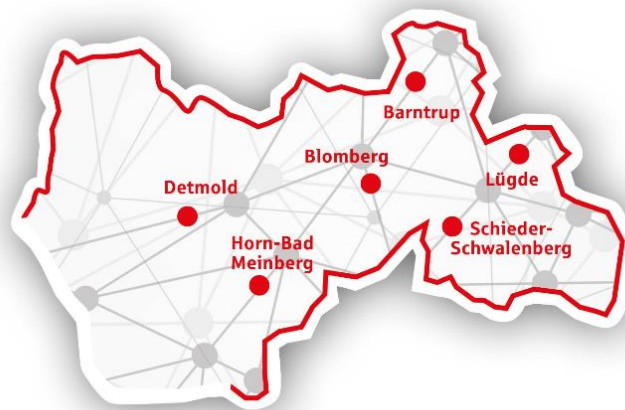 Barntrup
Blomberg
Lügde
Detmold
Schieder-
Schwalenberg
Horn-Bad
Meinberg